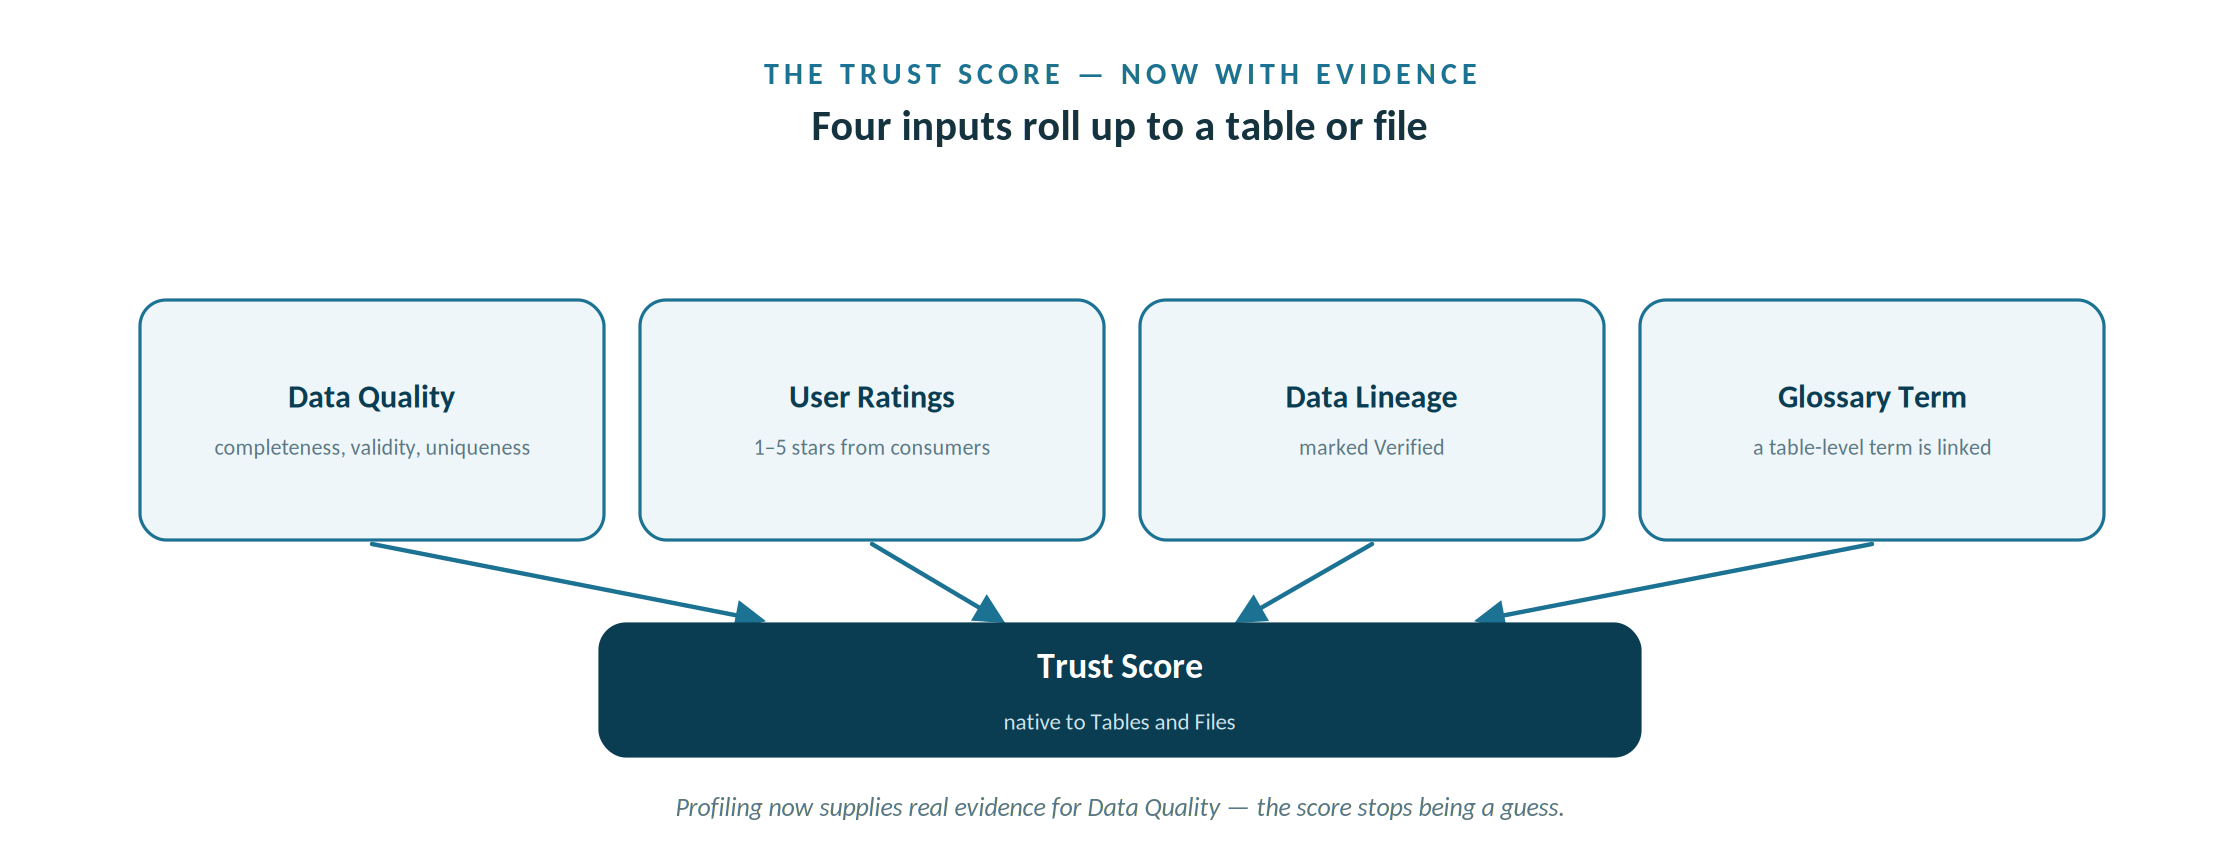 THE TRUST SCORE — NOW WITH EVIDENCE
Four inputs roll up to a table or file
Data Quality
completeness, validity, uniqueness
User Ratings
1–5 stars from consumers
Data Lineage
marked Verified
Glossary Term
a table-level term is linked
Trust Score
native to Tables and Files
Profiling now supplies real evidence for Data Quality — the score stops being a guess.